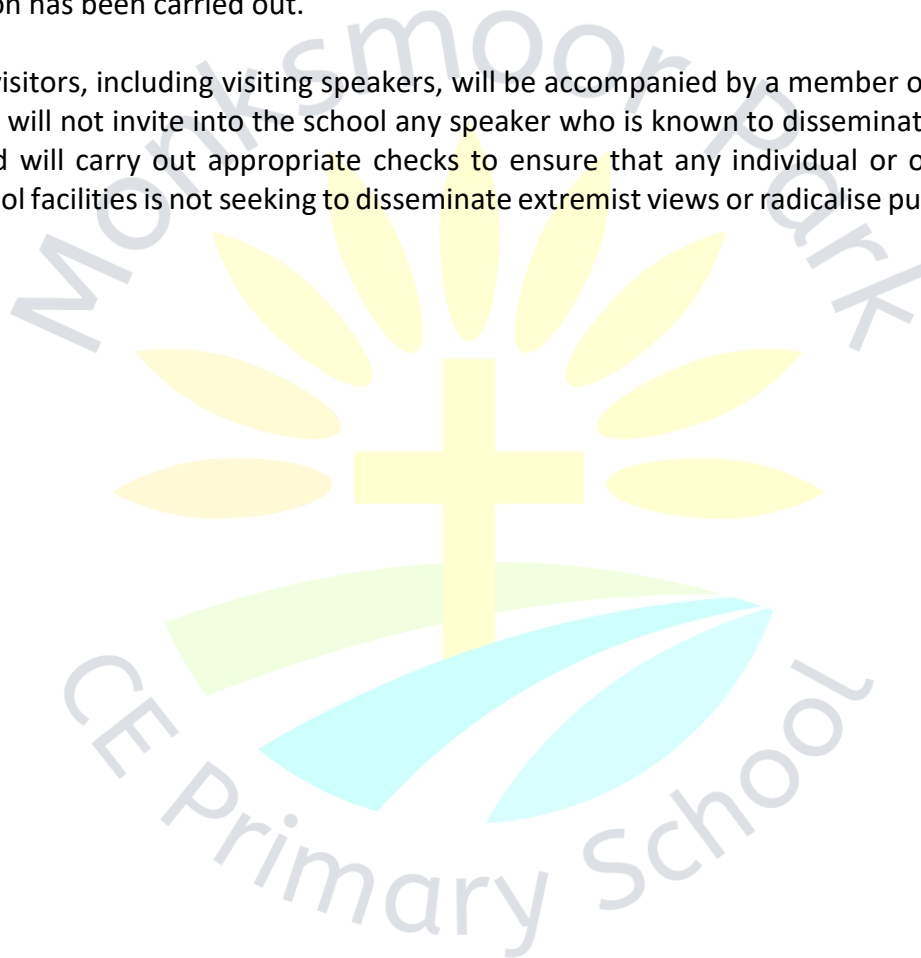 on has been carried out.
visitors, including visiting speakers, will be accompanied by a member o
will not invite into the school any speaker who is known to disseminat
d will carry out appropriate checks to ensure that any individual or o
ol facilities is not seeking to disseminate extremist views or radicalise pu
Monksmoor Park
CE Primary School